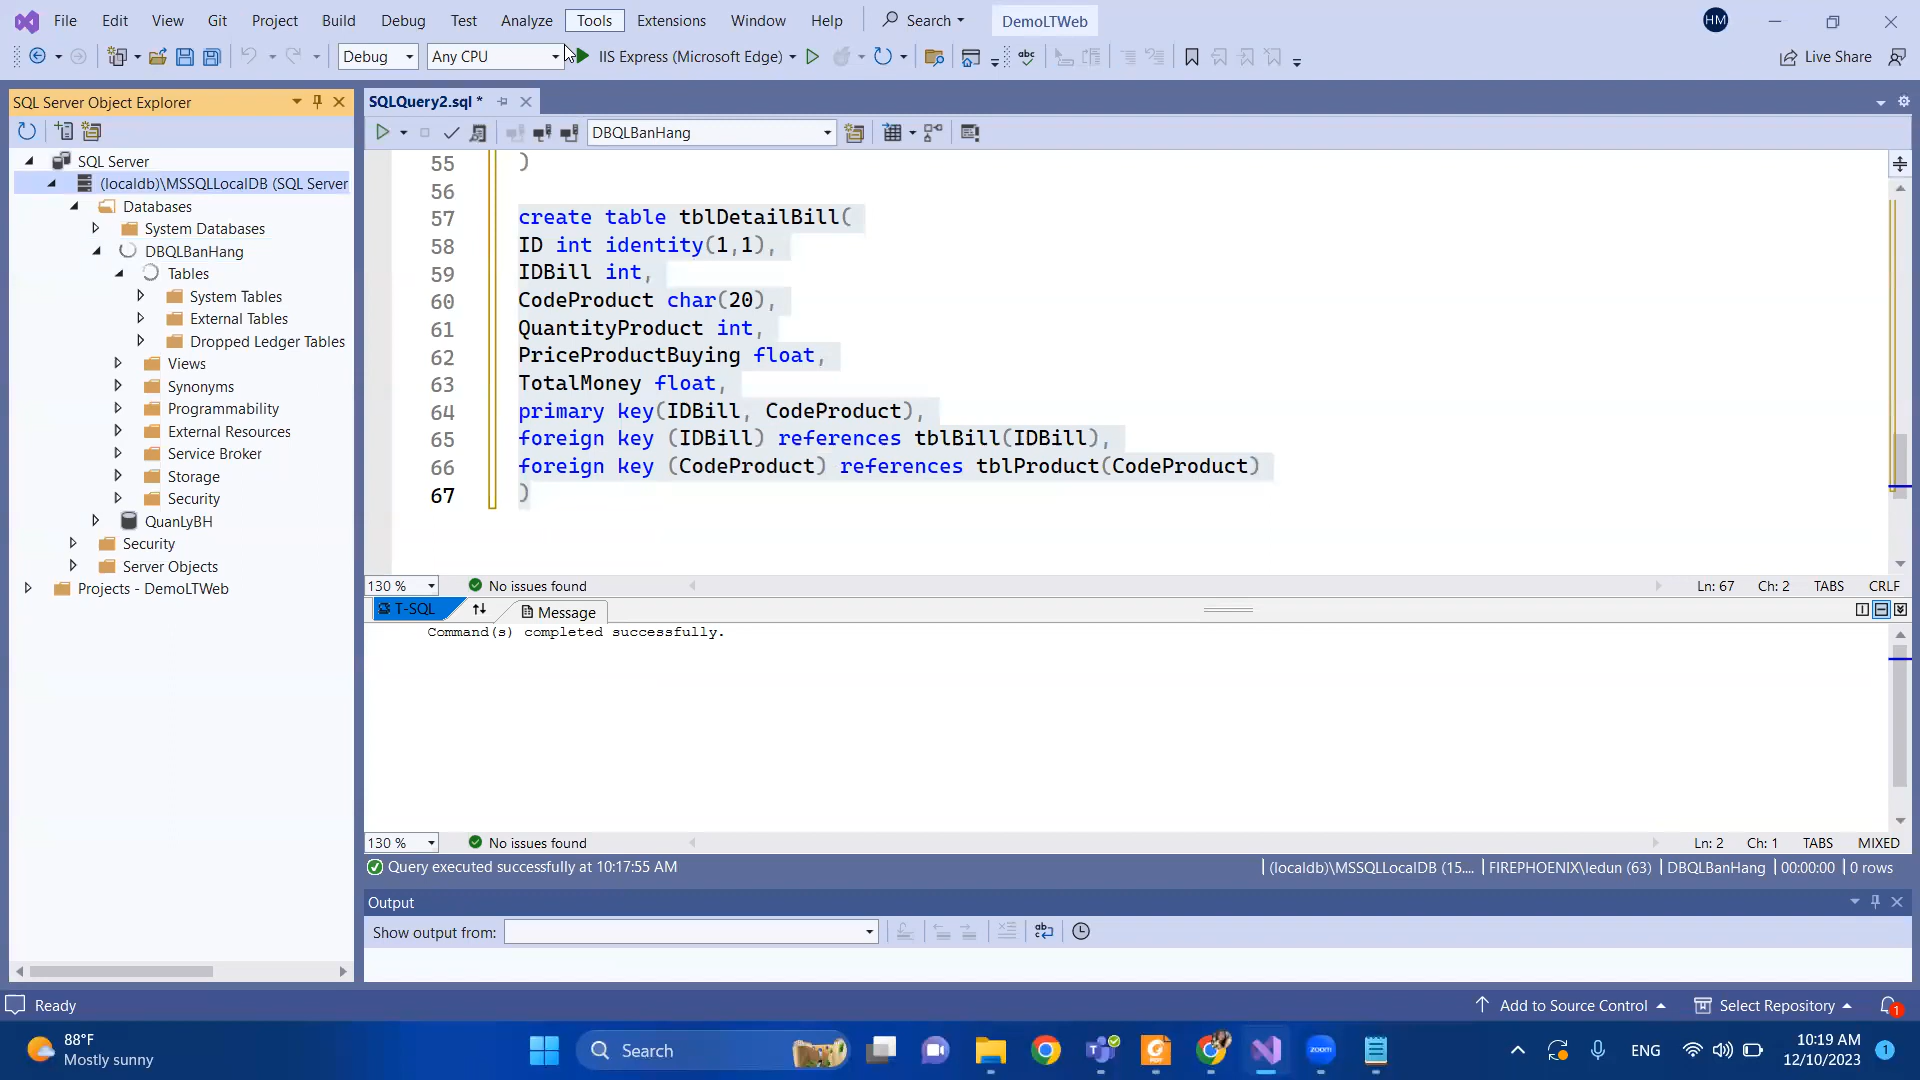 File Edit View Git Project Build Debug Test Analyze Tools Extensions Window Help Search DemoLTWeb HM
Debug Any CPU IIS Express (Microsoft Edge) Live Share
SQL Server Object Explorer
SQL Server
(localdb)\MSSQLLocalDB (SQL Server
Databases
System Databases
DBQLBanHang
Tables
System Tables
External Tables
Dropped Ledger Tables
Views
Synonyms
Programmability
External Resources
Service Broker
Storage
Security
QuanLyBH
Security
Server Objects
Projects - DemoLTWeb
SQLQuery2.sql *
DBQLBanHang
55 )
56
57 create table tblDetailBill(
58 ID int identity(1,1),
59 IDBill int,
60 CodeProduct char(20),
61 QuantityProduct int,
62 PriceProductBuying float,
63 TotalMoney float,
64 primary key(IDBill, CodeProduct),
65 foreign key (IDBill) references tblBill(IDBill),
66 foreign key (CodeProduct) references tblProduct(CodeProduct)
67 )
130 % No issues found Ln: 67 Ch: 2 TABS CRLF
T-SQL Message
Command(s) completed successfully.
130 % No issues found Ln: 2 Ch: 1 TABS MIXED
Query executed successfully at 10:17:55 AM (localdb)\MSSQLLocalDB (15.... FIREPHOENIX\ledun (63) DBQLBanHang 00:00:00 0 rows
Output
Show output from:
Ready Add to Source Control Select Repository 1
88°F
Mostly sunny
Search
zoom
ENG
10:19 AM
12/10/2023
1